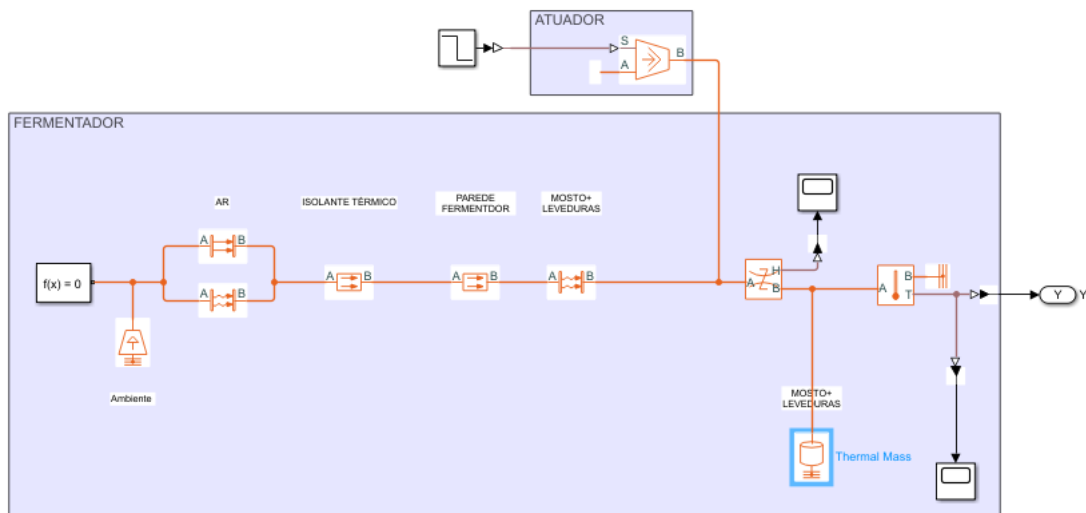 ATUADOR
S
A
B
FERMENTADOR
AR
ISOLANTE TÉRMICO
PAREDE
FERMENTDOR
MOSTO+
LEVEDURAS
A B
A B
f(x) = 0
A B
A B
A B
A
H
B
A
B
T
Y
Y
Ambiente
MOSTO+
LEVEDURAS
Thermal Mass